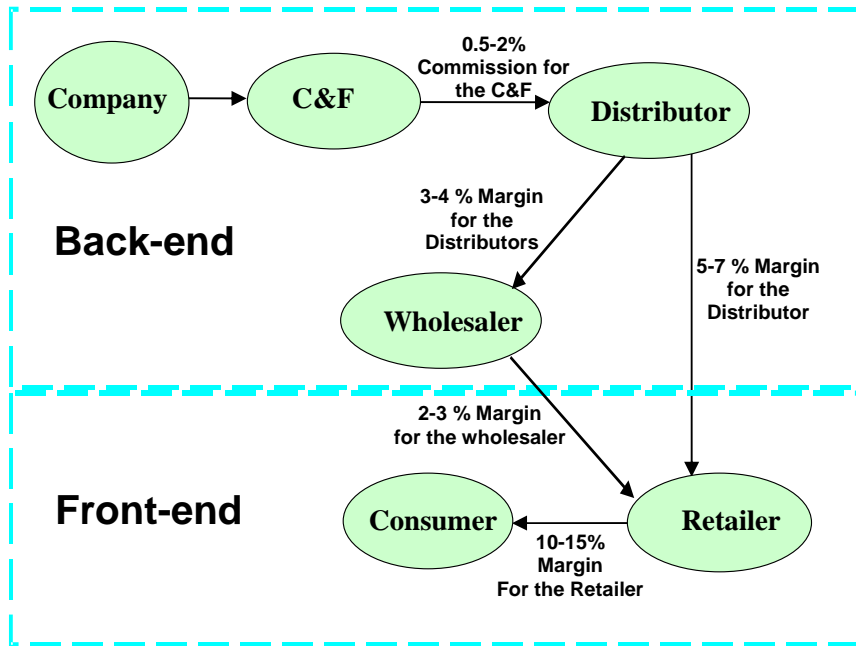 0.5-2%
Commission for
the C&F
Company
C&F
Distributor
3-4 % Margin
for the
Distributors
Back-end
5-7 % Margin
for the
Distributor
Wholesaler
2-3 % Margin
for the wholesaler
Front-end
Consumer
Retailer
10-15%
Margin
For the Retailer